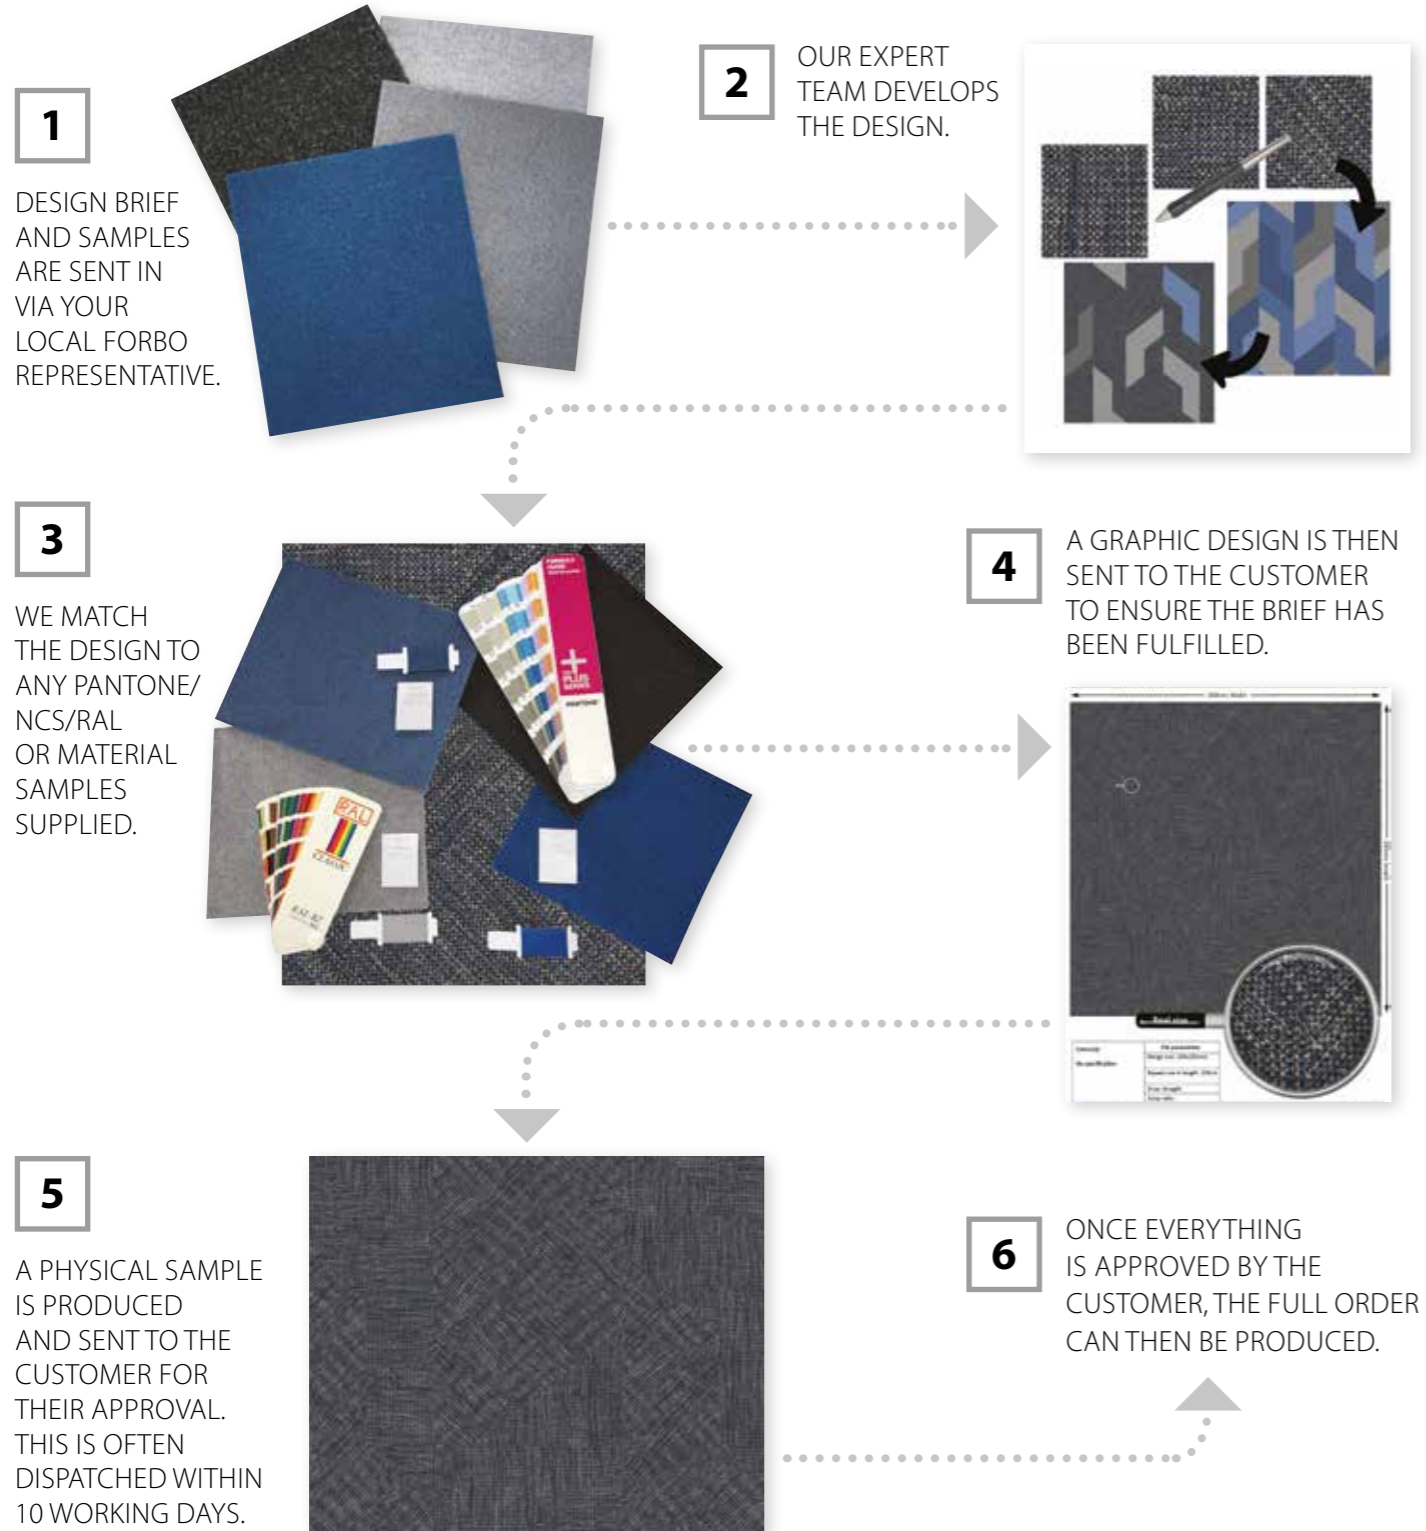 1
DESIGN BRIEF
AND SAMPLES
ARE SENT IN
VIA YOUR
LOCAL FORBO
REPRESENTATIVE.
2
OUR EXPERT
TEAM DEVELOPS
THE DESIGN.
3
WE MATCH
THE DESIGN TO
ANY PANTONE/
NCS/RAL
OR MATERIAL
SAMPLES
SUPPLIED.
PLUS
SERIES
PANTONE
RAL
CLASSIC
4
A GRAPHIC DESIGN IS THEN
SENT TO THE CUSTOMER
TO ENSURE THE BRIEF HAS
BEEN FULFILLED.
5
A PHYSICAL SAMPLE
IS PRODUCED
AND SENT TO THE
CUSTOMER FOR
THEIR APPROVAL.
THIS IS OFTEN
DISPATCHED WITHIN
10 WORKING DAYS.
6
ONCE EVERYTHING
IS APPROVED BY THE
CUSTOMER, THE FULL ORDER
CAN THEN BE PRODUCED.